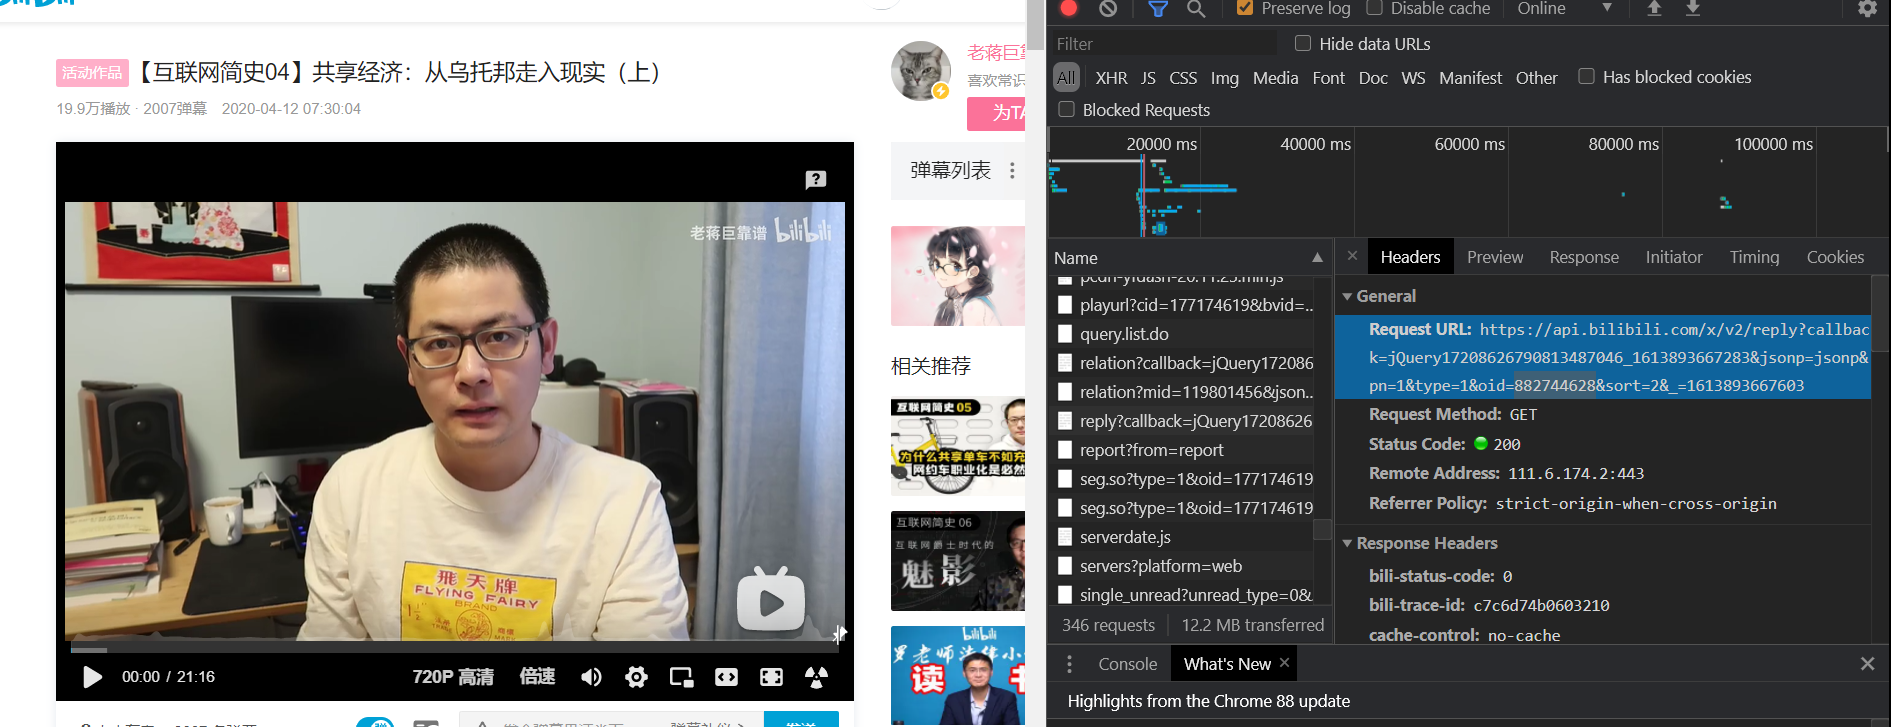 活动作品
【互联网简史04】共享经济：从乌托邦走入现实（上）
19.9万播放 · 2007弹幕 2020-04-12 07:30:04
老蒋巨靠谱 bilibili
飛天牌
FLYING FAIRY
BRAND
00:00 / 21:16
720P 高清
倍速
老蒋巨靠
喜欢常识
为TA
弹幕列表
相关推荐
互联网简史 05
为什么共享单车不如充
网约车职业化是必然
互联网简史 06
互联网爵士时代的
魅影
bilibili
罗老师法律小
读 书
Preserve log
Disable cache
Online
Filter
Hide data URLs
All XHR JS CSS Img Media Font Doc WS Manifest Other Has blocked cookies
Blocked Requests
20000 ms 40000 ms 60000 ms 80000 ms 100000 ms
Name
playurl?cid=177174619&bvid=...
query.list.do
relation?callback=jQuery172086
relation?mid=119801456&json...
reply?callback=jQuery17208626
report?from=report
seg.so?type=1&oid=177174619
seg.so?type=1&oid=177174619
serverdate.js
servers?platform=web
single_unread?unread_type=0&
346 requests 12.2 MB transferred
Headers Preview Response Initiator Timing Cookies
General
Request URL: https://api.bilibili.com/x/v2/reply?callbac
k=jQuery17208626790813487046_1613893667283&jsonp=jsonp&
pn=1&type=1&oid=882744628&sort=2&_=1613893667603
Request Method: GET
Status Code: 200
Remote Address: 111.6.174.2:443
Referrer Policy: strict-origin-when-cross-origin
Response Headers
bili-status-code: 0
bili-trace-id: c7c6d74b0603210
cache-control: no-cache
Console What's New
Highlights from the Chrome 88 update